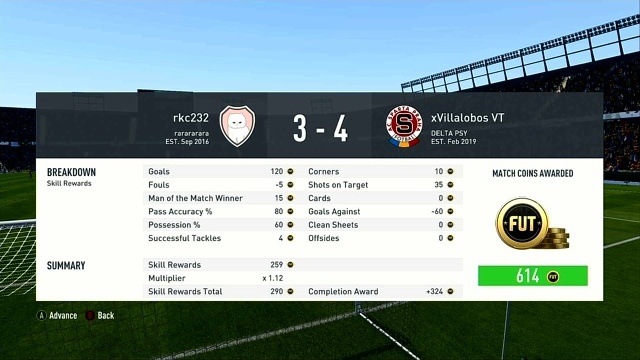 rkc232
rararara
EST. Sep 2016
3 - 4
xVillalobos VT
DELTA PSY
EST. Feb 2019
BREAKDOWN
Skill Rewards
Goals 120
Fouls -5
Man of the Match Winner 15
Pass Accuracy % 80
Possession % 60
Successful Tackles 4
Corners 10
Shots on Target 35
Cards 0
Goals Against -60
Clean Sheets 0
Offsides 0
SUMMARY
Skill Rewards 259
Multiplier x 1.12
Skill Rewards Total 290
Completion Award +324
MATCH COINS AWARDED
FUT
614 FUT
A Advance B Back